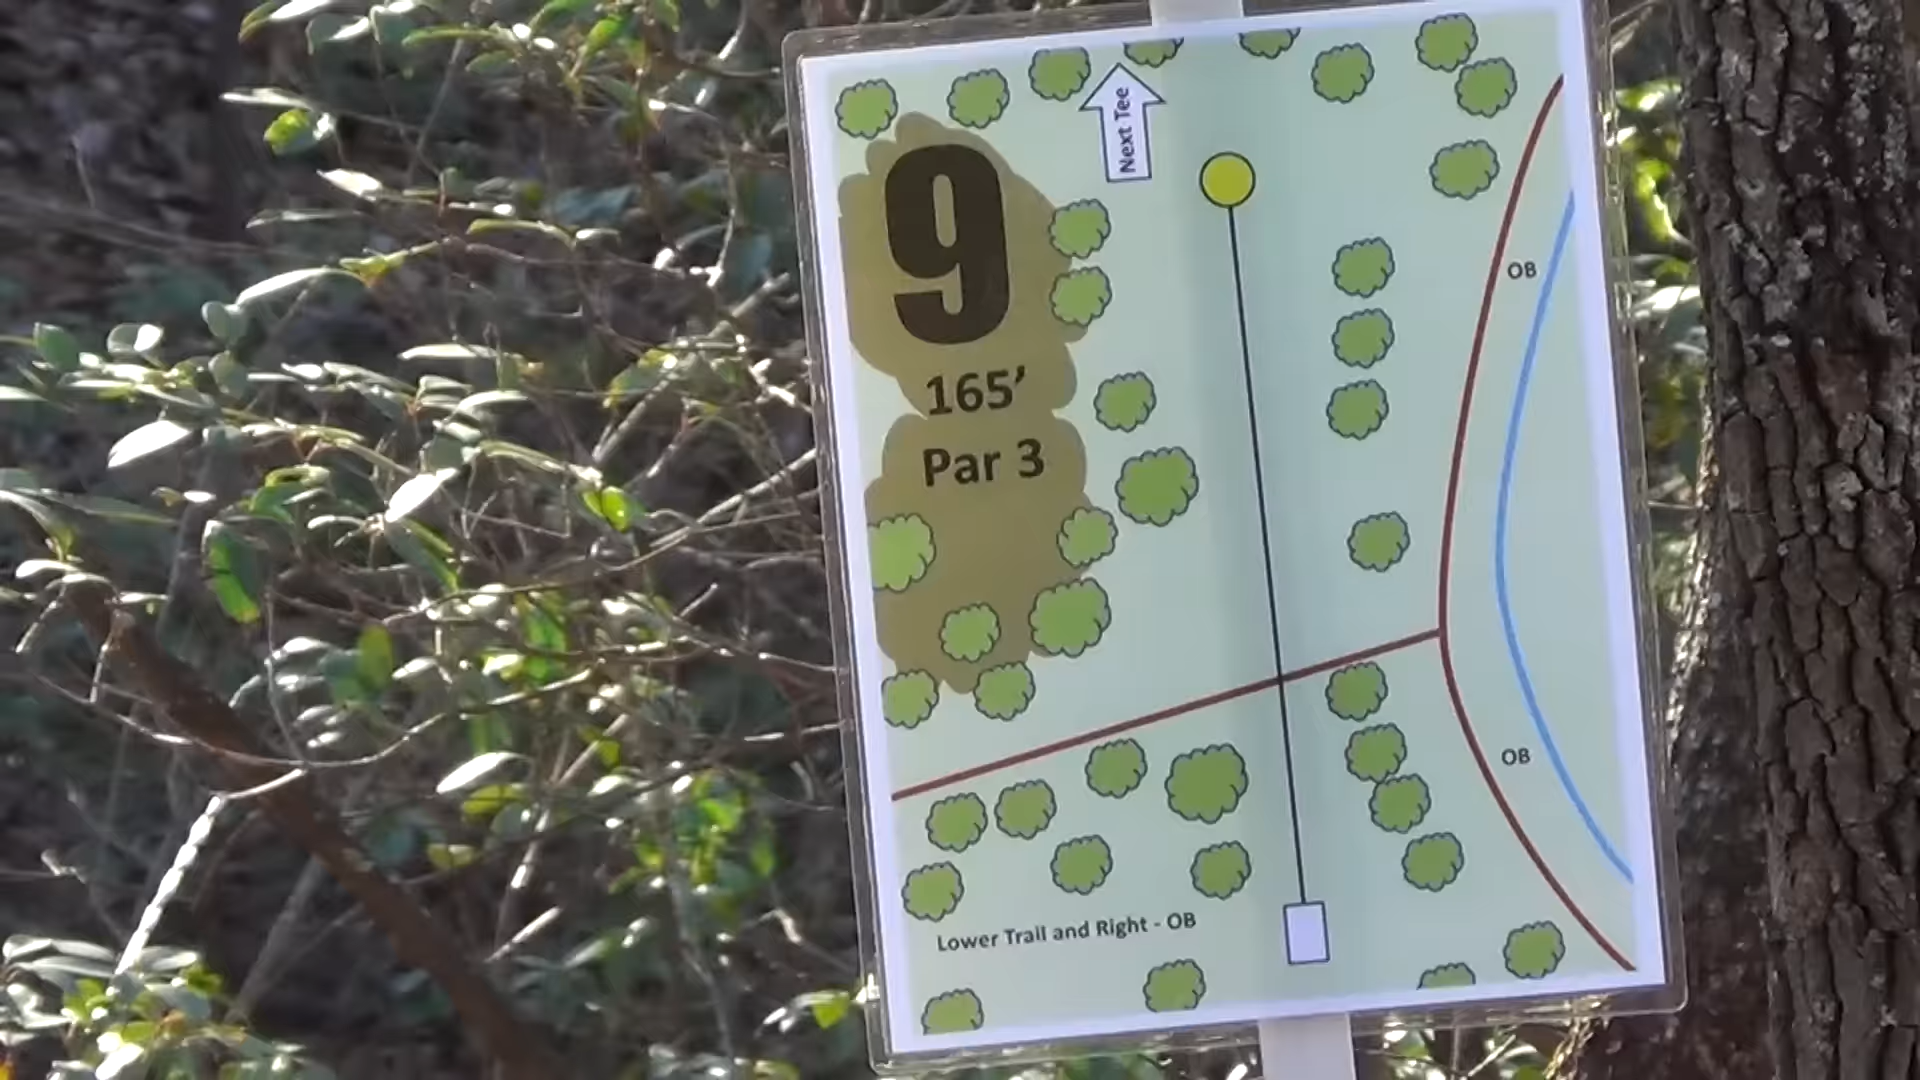 Next Tee
9
165’
Par 3
OB
OB
Lower Trail and Right - OB